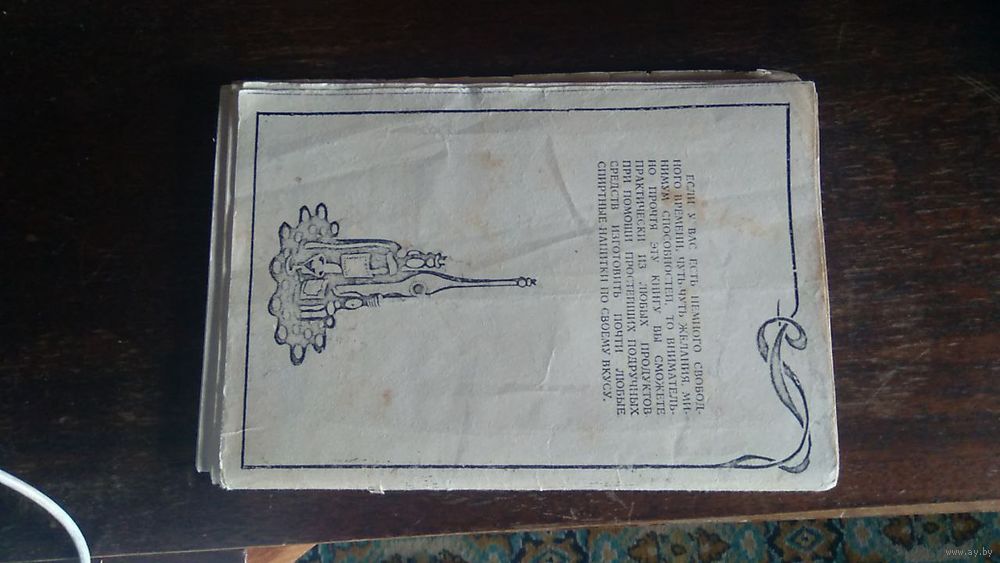 ЕСЛИ У ВАС ЕСТЬ НЕМНОГО СВОБОД-
НОГО ВРЕМЕНИ, ЧУТЬ-ЧУТЬ ЖЕЛАНИЯ, МИ-
НИМУМ СПОСОБНОСТЕЙ, ТО ВНИМАТЕЛЬ-
НО ПРОЧТЯ ЭТУ КНИГУ ВЫ СМОЖЕТЕ
ПРАКТИЧЕСКИ ИЗ ЛЮБЫХ ПРОДУКТОВ
ПРИ ПОМОЩИ ПРОСТЕЙШИХ ПОДРУЧНЫХ
СРЕДСТВ ИЗГОТОВИТЬ ПОЧТИ ЛЮБЫЕ
СПИРТНЫЕ НАПИТКИ ПО СВОЕМУ ВКУСУ.
www.ay.by